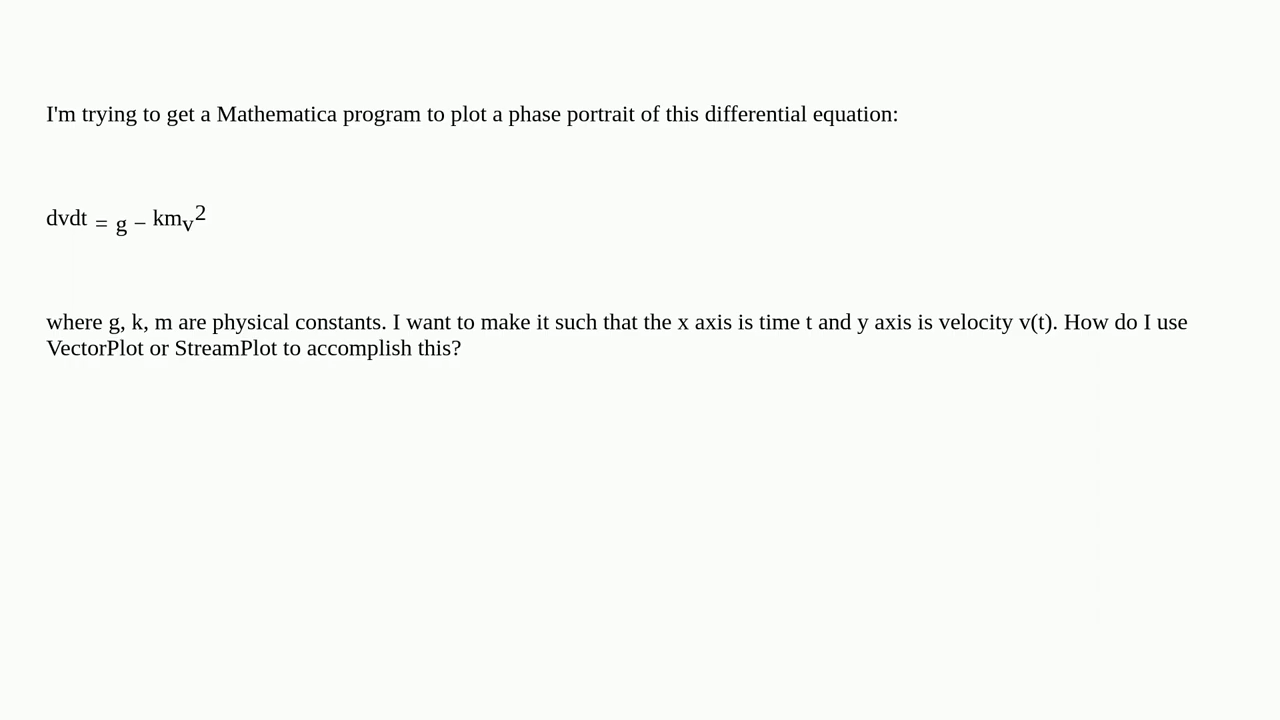 I'm trying to get a Mathematica program to plot a phase portrait of this differential equation:
dvdt = g − kmv2
where g, k, m are physical constants. I want to make it such that the x axis is time t and y axis is velocity v(t). How do I use
VectorPlot or StreamPlot to accomplish this?